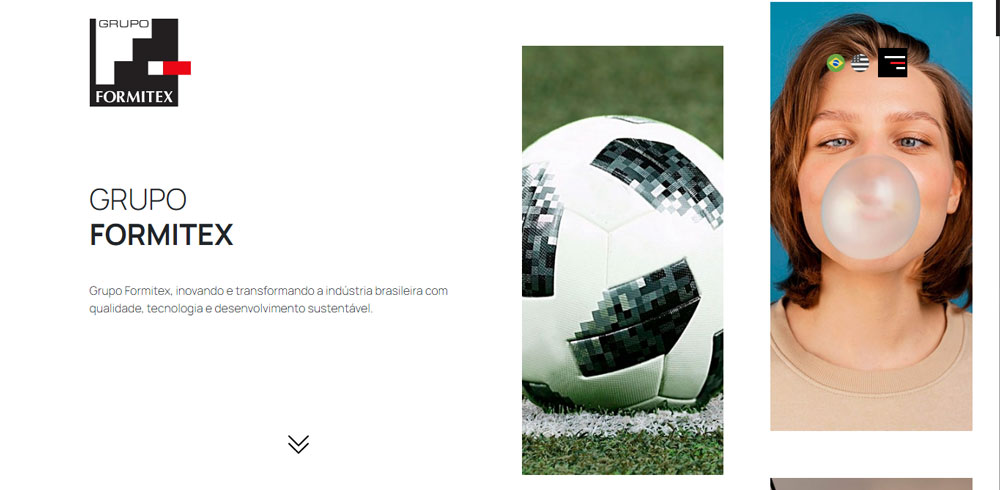 GRUPO
FORMITEX
GRUPO
FORMITEX
Grupo Formitex, inovando e transformando a indústria brasileira com
qualidade, tecnologia e desenvolvimento sustentável.